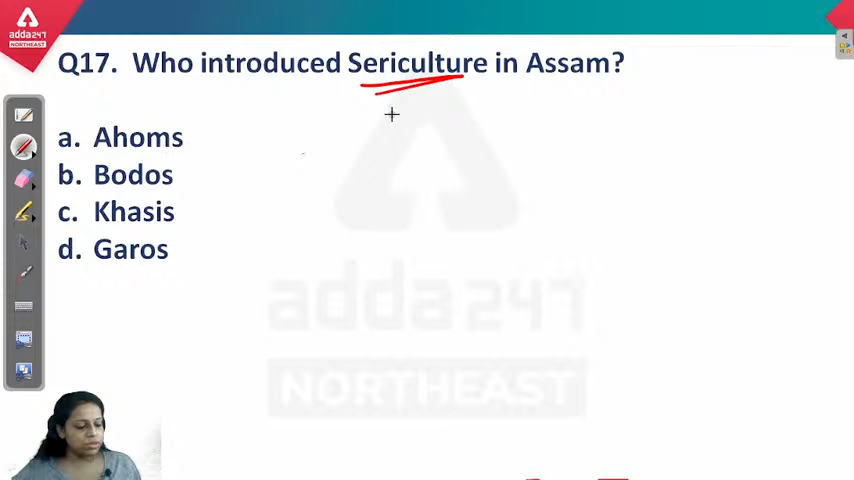 adda247
NORTHEAST
Q17. Who introduced Sericulture in Assam?
a. Ahoms
b. Bodos
c. Khasis
d. Garos
adda247
NORTHEAST